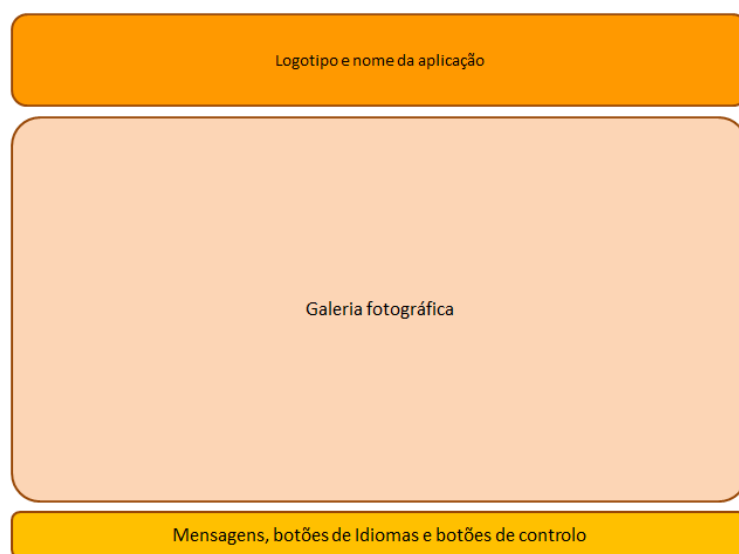 Logotipo e nome da aplicação
Galeria fotográfica
Mensagens, botões de Idiomas e botões de controlo